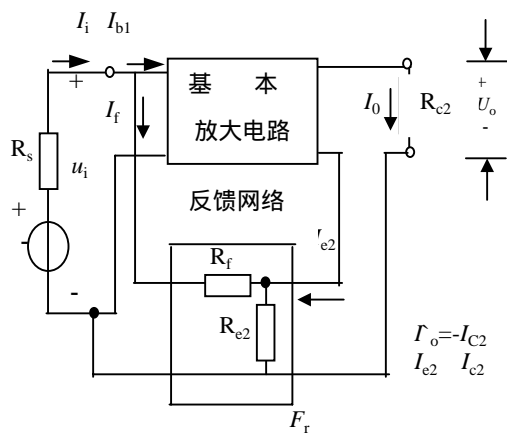 Ii Ib1
+
If
基 本
放大电路
I0
Rc2
+
Uo
-
Rs
ui
+
-
反馈网络
e2
-
Rf
Re2
I`o=-IC2
Ie2 Ic2
Fr